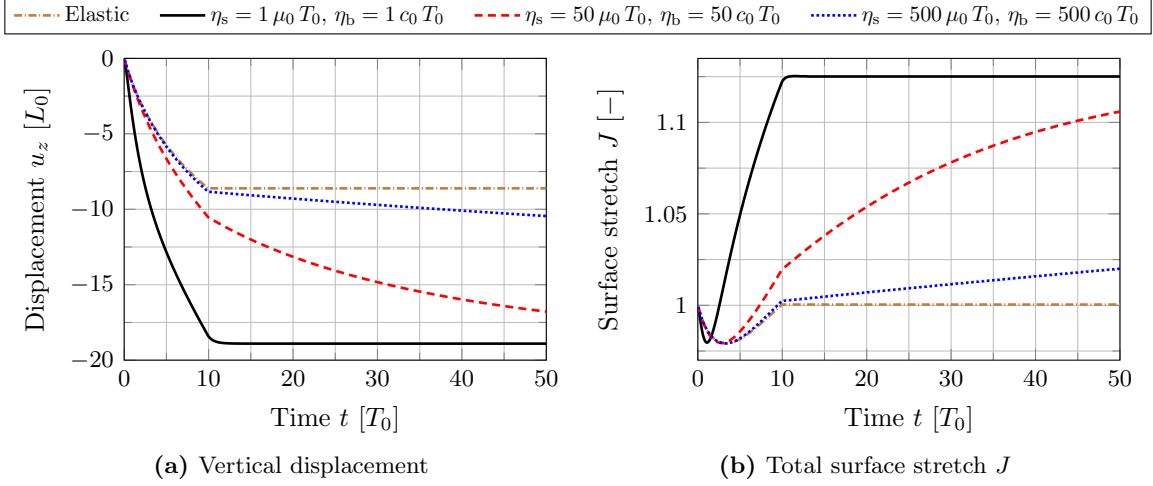 Elastic ηs = 1 μ0 T0, ηb = 1 c0 T0 ηs = 50 μ0 T0, ηb = 50 c0 T0 ηs = 500 μ0 T0, ηb = 500 c0 T0
Displacement uz [L0]
0
−5
−10
−15
−20
0 10 20 30 40 50
Time t [T0]
(a) Vertical displacement
Surface stretch J [−]
1.1
1.05
1
0 10 20 30 40 50
Time t [T0]
(b) Total surface stretch J